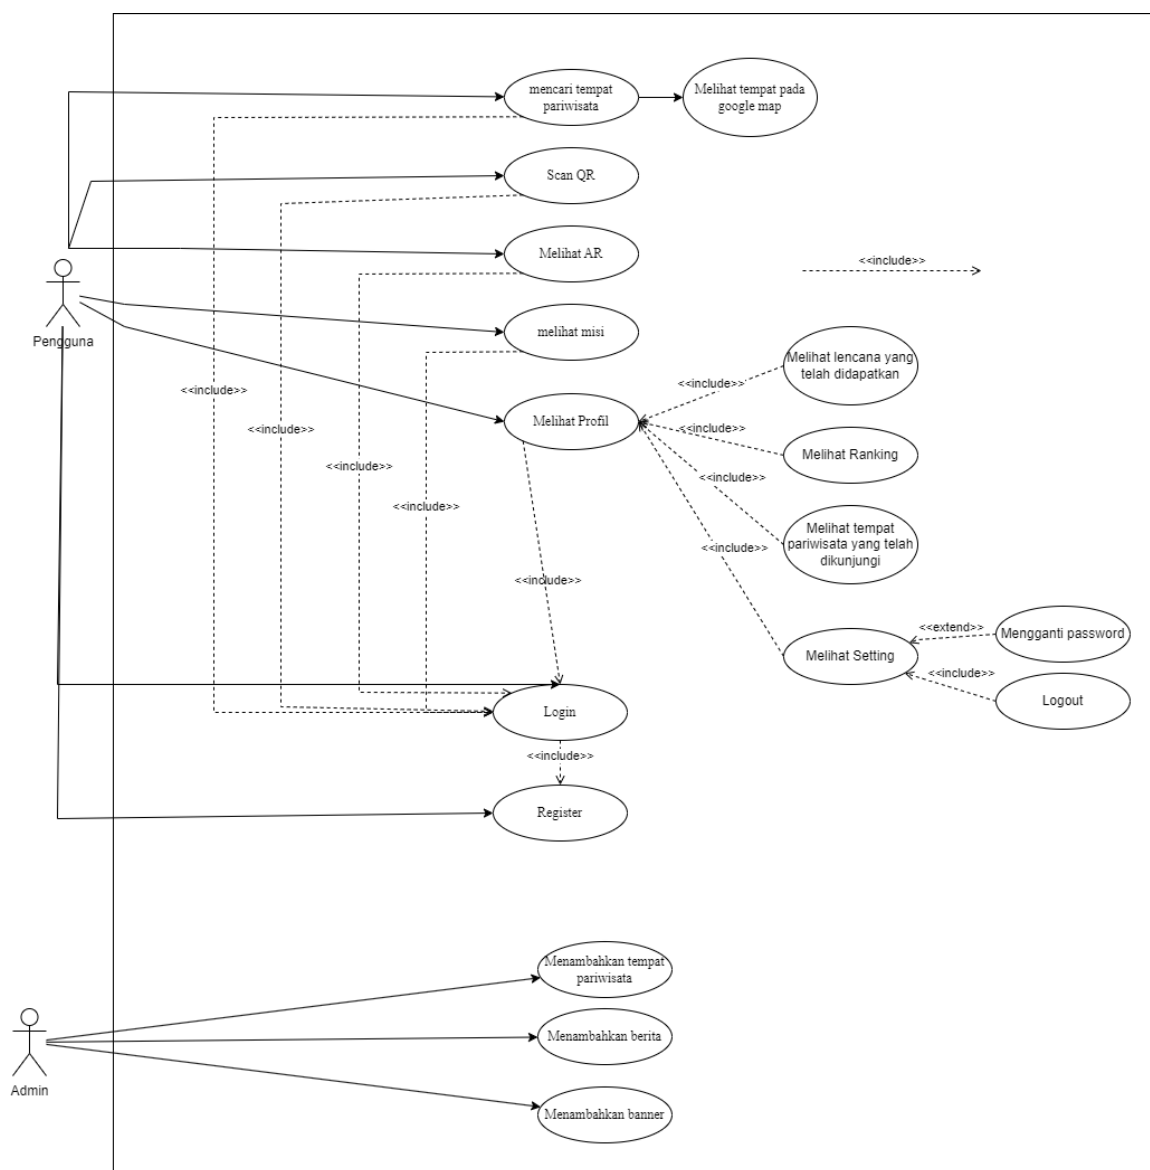 mencari tempat
pariwisata
Melihat tempat pada
google map
Scan QR
Melihat AR
<<include>>
Pengguna
melihat misi
Melihat lencana yang
telah didapatkan
<<include>>
<<include>>
Melihat Profil
<<include>>
<<include>>
Melihat Ranking
<<include>>
<<include>>
<<include>>
Melihat tempat
pariwisata yang telah
dikunjungi
<<include>>
<<include>>
<<extend>>
Mengganti password
Melihat Setting
<<include>>
Logout
Login
<<include>>
Register
Menambahkan tempat
pariwisata
Menambahkan berita
Admin
Menambahkan banner